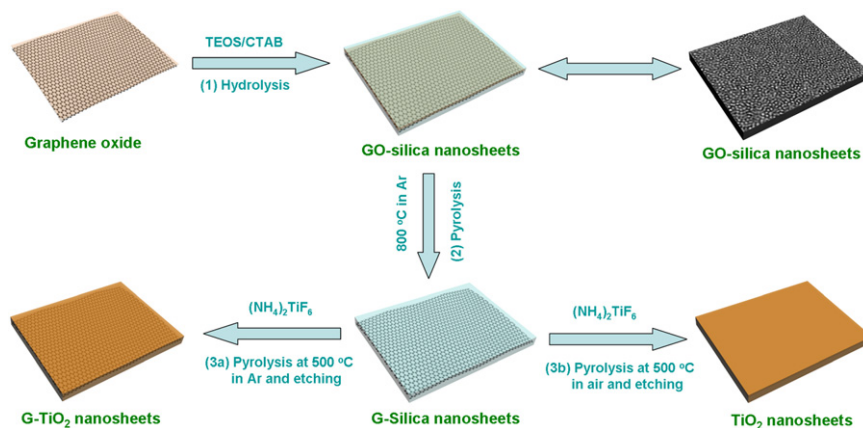 TEOS/CTAB
(1) Hydrolysis
Graphene oxide
GO-silica nanosheets
GO-silica nanosheets
800 °C in Ar
(2) Pyrolysis
(NH₄)₂TiF₆
(3a) Pyrolysis at 500 °C
in Ar and etching
(NH₄)₂TiF₆
(3b) Pyrolysis at 500 °C
in air and etching
G-TiO₂ nanosheets
G-Silica nanosheets
TiO₂ nanosheets